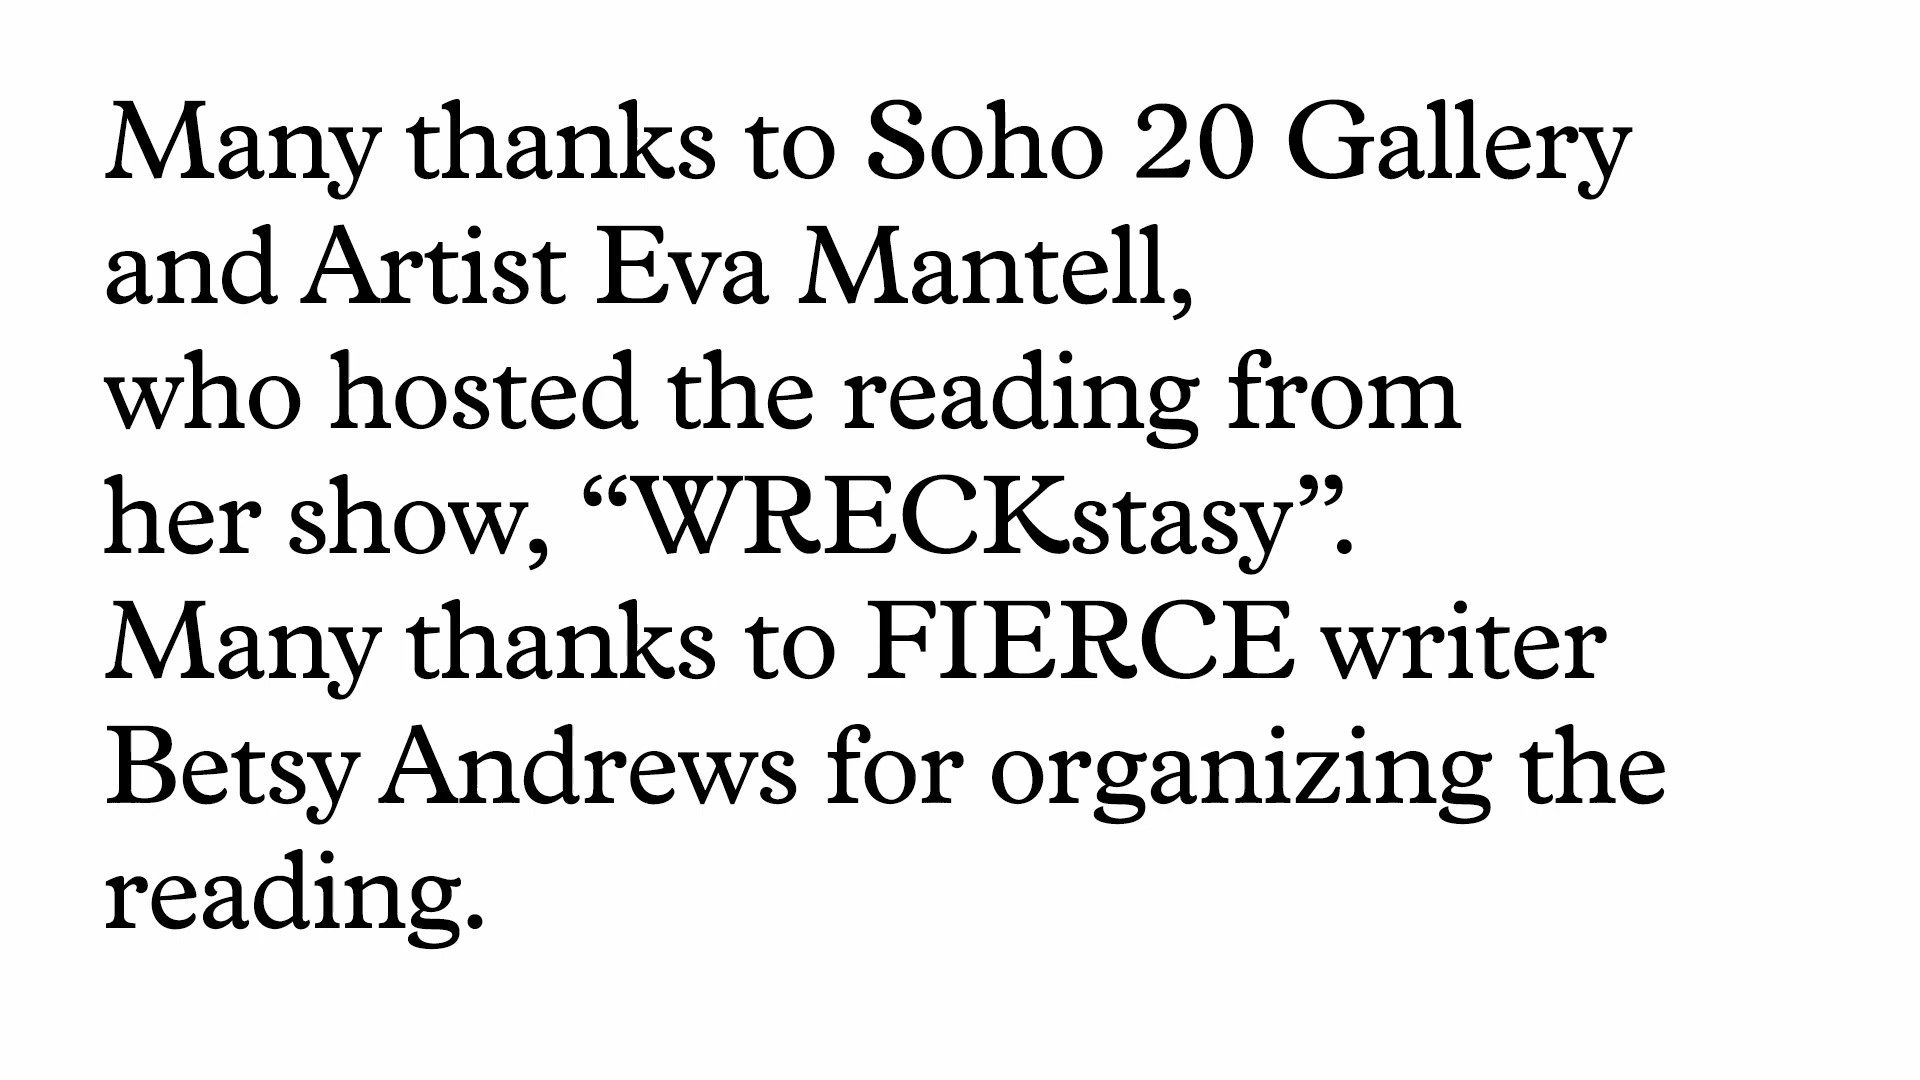 Many thanks to Soho 20 Gallery
and Artist Eva Mantell,
who hosted the reading from
her show, “WRECKstasy”.
Many thanks to FIERCE writer
Betsy Andrews for organizing the
reading.